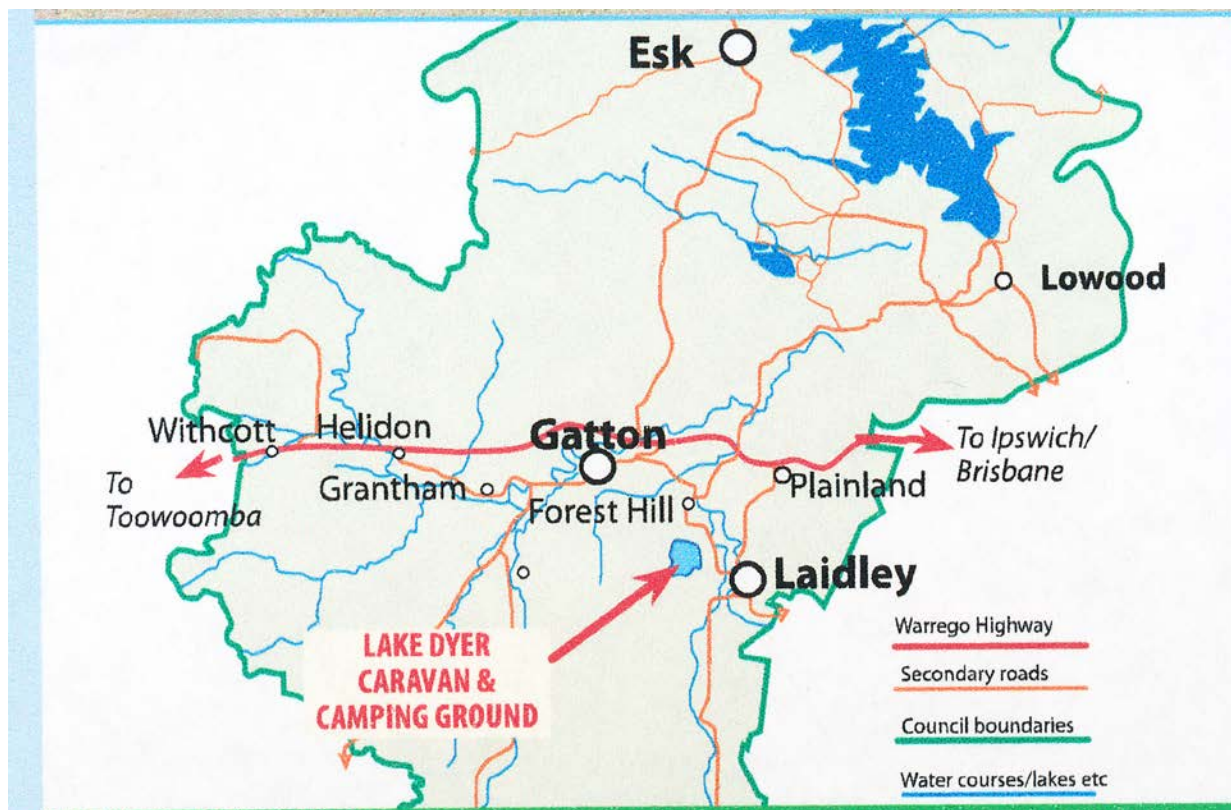 Esk
Lowood
Withcott
Helidon
Gatton
To Ipswich/
Brisbane
To
Toowoomba
Grantham
Forest Hill
Plainland
Laidley
LAKE DYER
CARAVAN &
CAMPING GROUND
Warrego Highway
Secondary roads
Council boundaries
Water courses/lakes etc